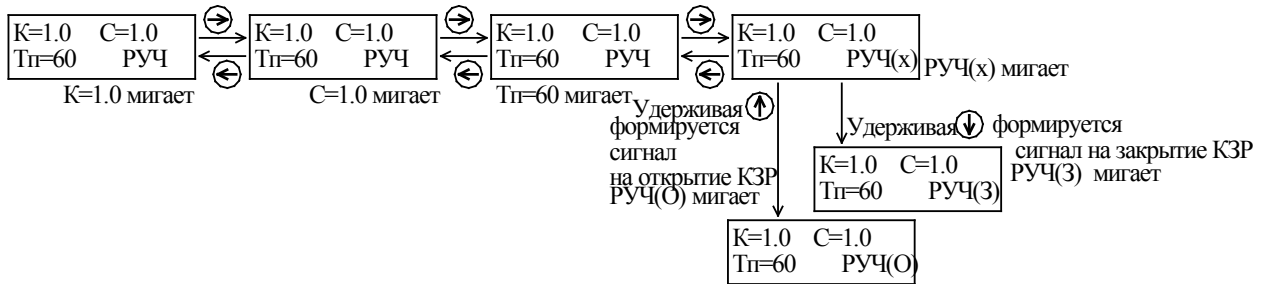 К=1.0 С=1.0
Тп=60 РУЧ
К=1.0 мигает
К=1.0 С=1.0
Тп=60 РУЧ
С=1.0 мигает
К=1.0 С=1.0
Тп=60 РУЧ
Тп=60 мигает
К=1.0 С=1.0
Тп=60 РУЧ(х)
РУЧ(х) мигает
Удерживая
формируется
сигнал
на открытие КЗР
РУЧ(О) мигает
Удерживая формируется
сигнал на закрытие КЗР
РУЧ(З) мигает
К=1.0 С=1.0
Тп=60 РУЧ(З)
К=1.0 С=1.0
Тп=60 РУЧ(О)